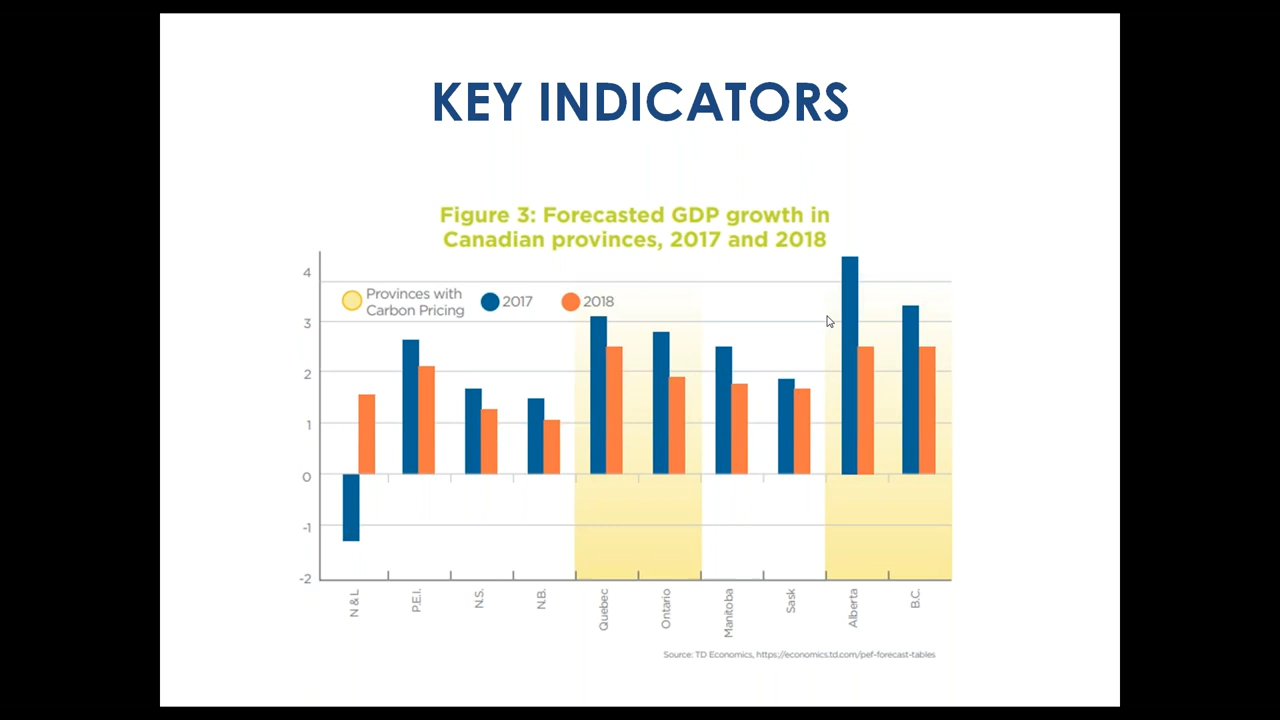 KEY INDICATORS
Figure 3: Forecasted GDP growth in
Canadian provinces, 2017 and 2018
Provinces with
Carbon Pricing
2017
2018
4
3
2
1
0
-1
-2
N & L
P.E.I.
N.S.
N.B.
Quebec
Ontario
Manitoba
Sask
Alberta
B.C.
Source: TD Economics, https://economics.td.com/pef-forecast-tables